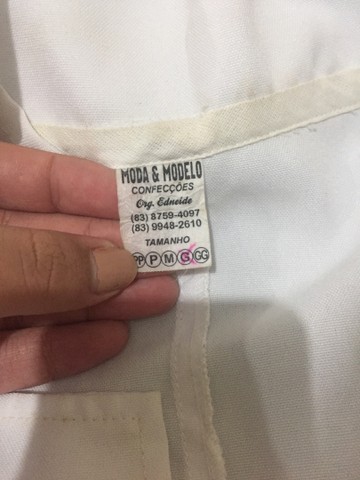 MODA & MODELO
CONFECÇÕES
Org. Edneide
(83) 8759-4097
(83) 9948-2610
TAMANHO
PP P M G GG